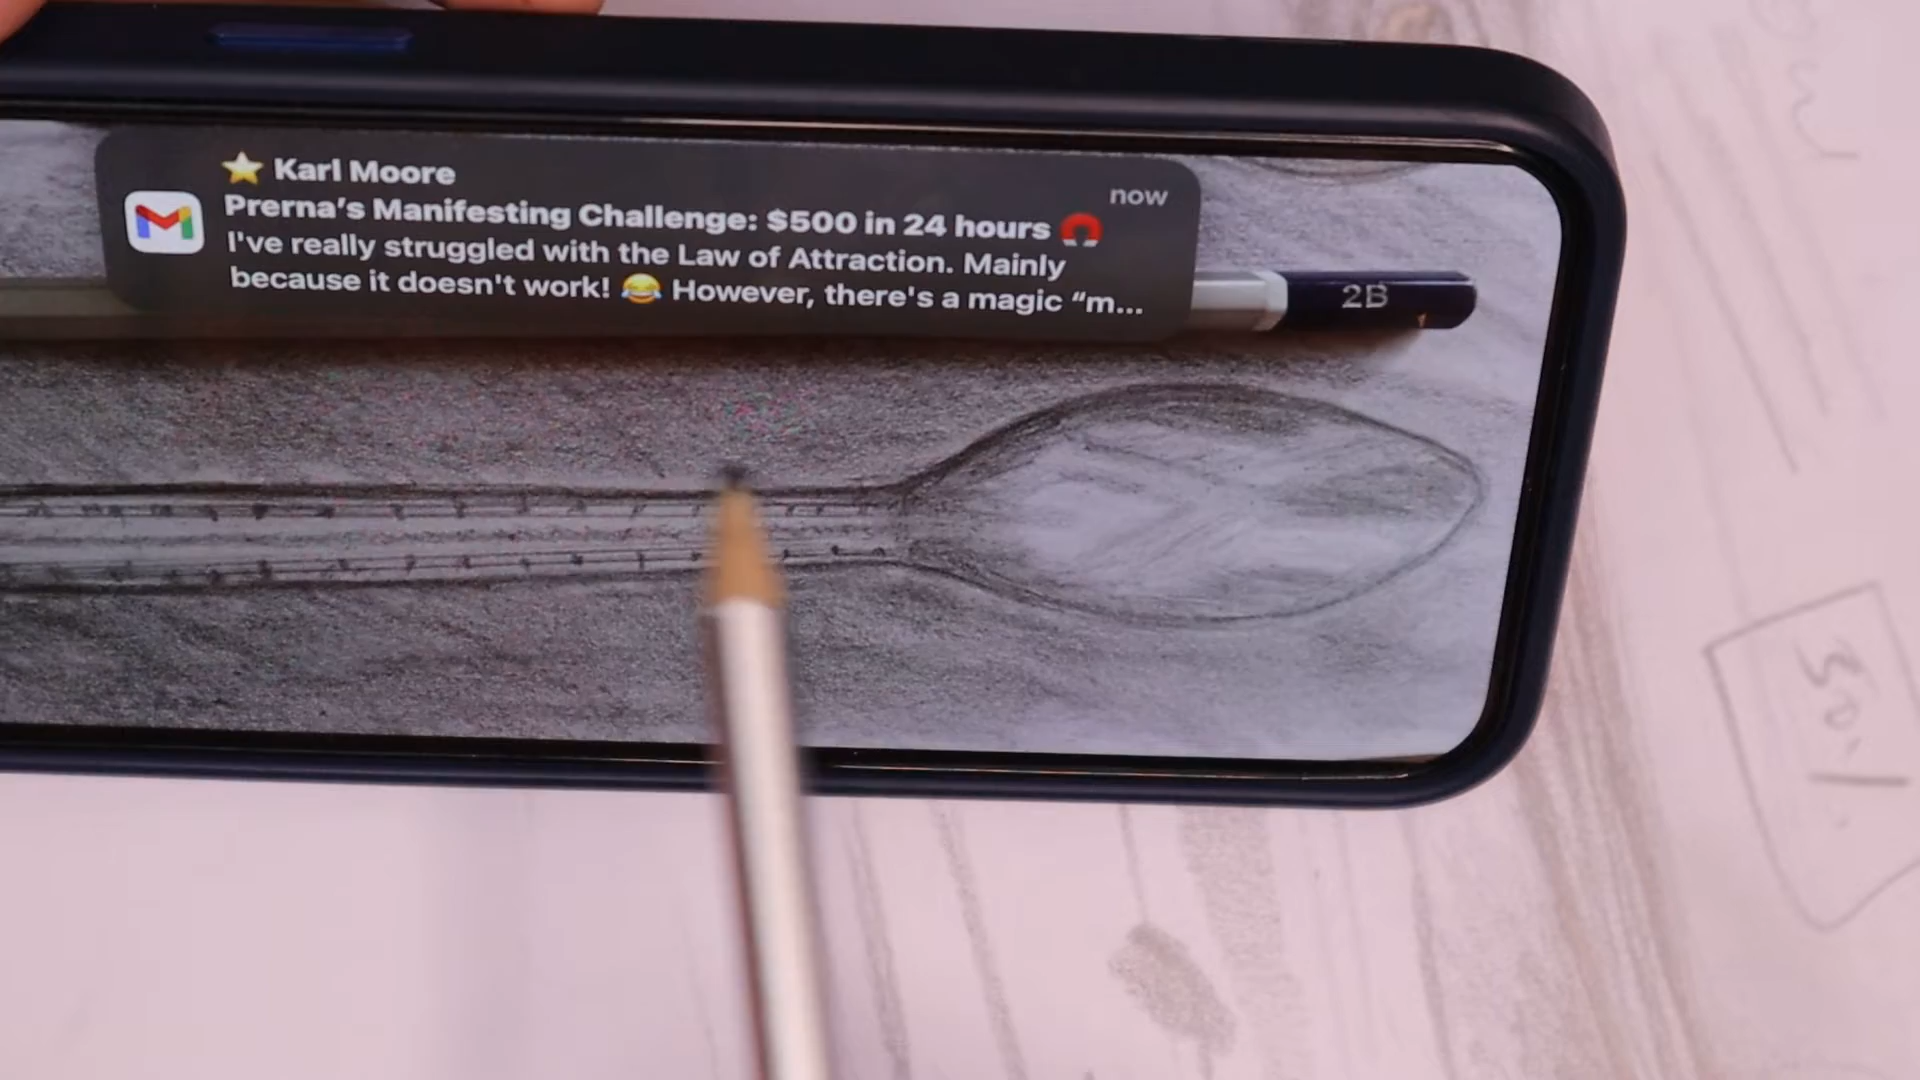 ⭐ Karl Moore
now
Prerna's Manifesting Challenge: $500 in 24 hours 🧲
I've really struggled with the Law of Attraction. Mainly
because it doesn't work! 😂 However, there's a magic “m...
2B